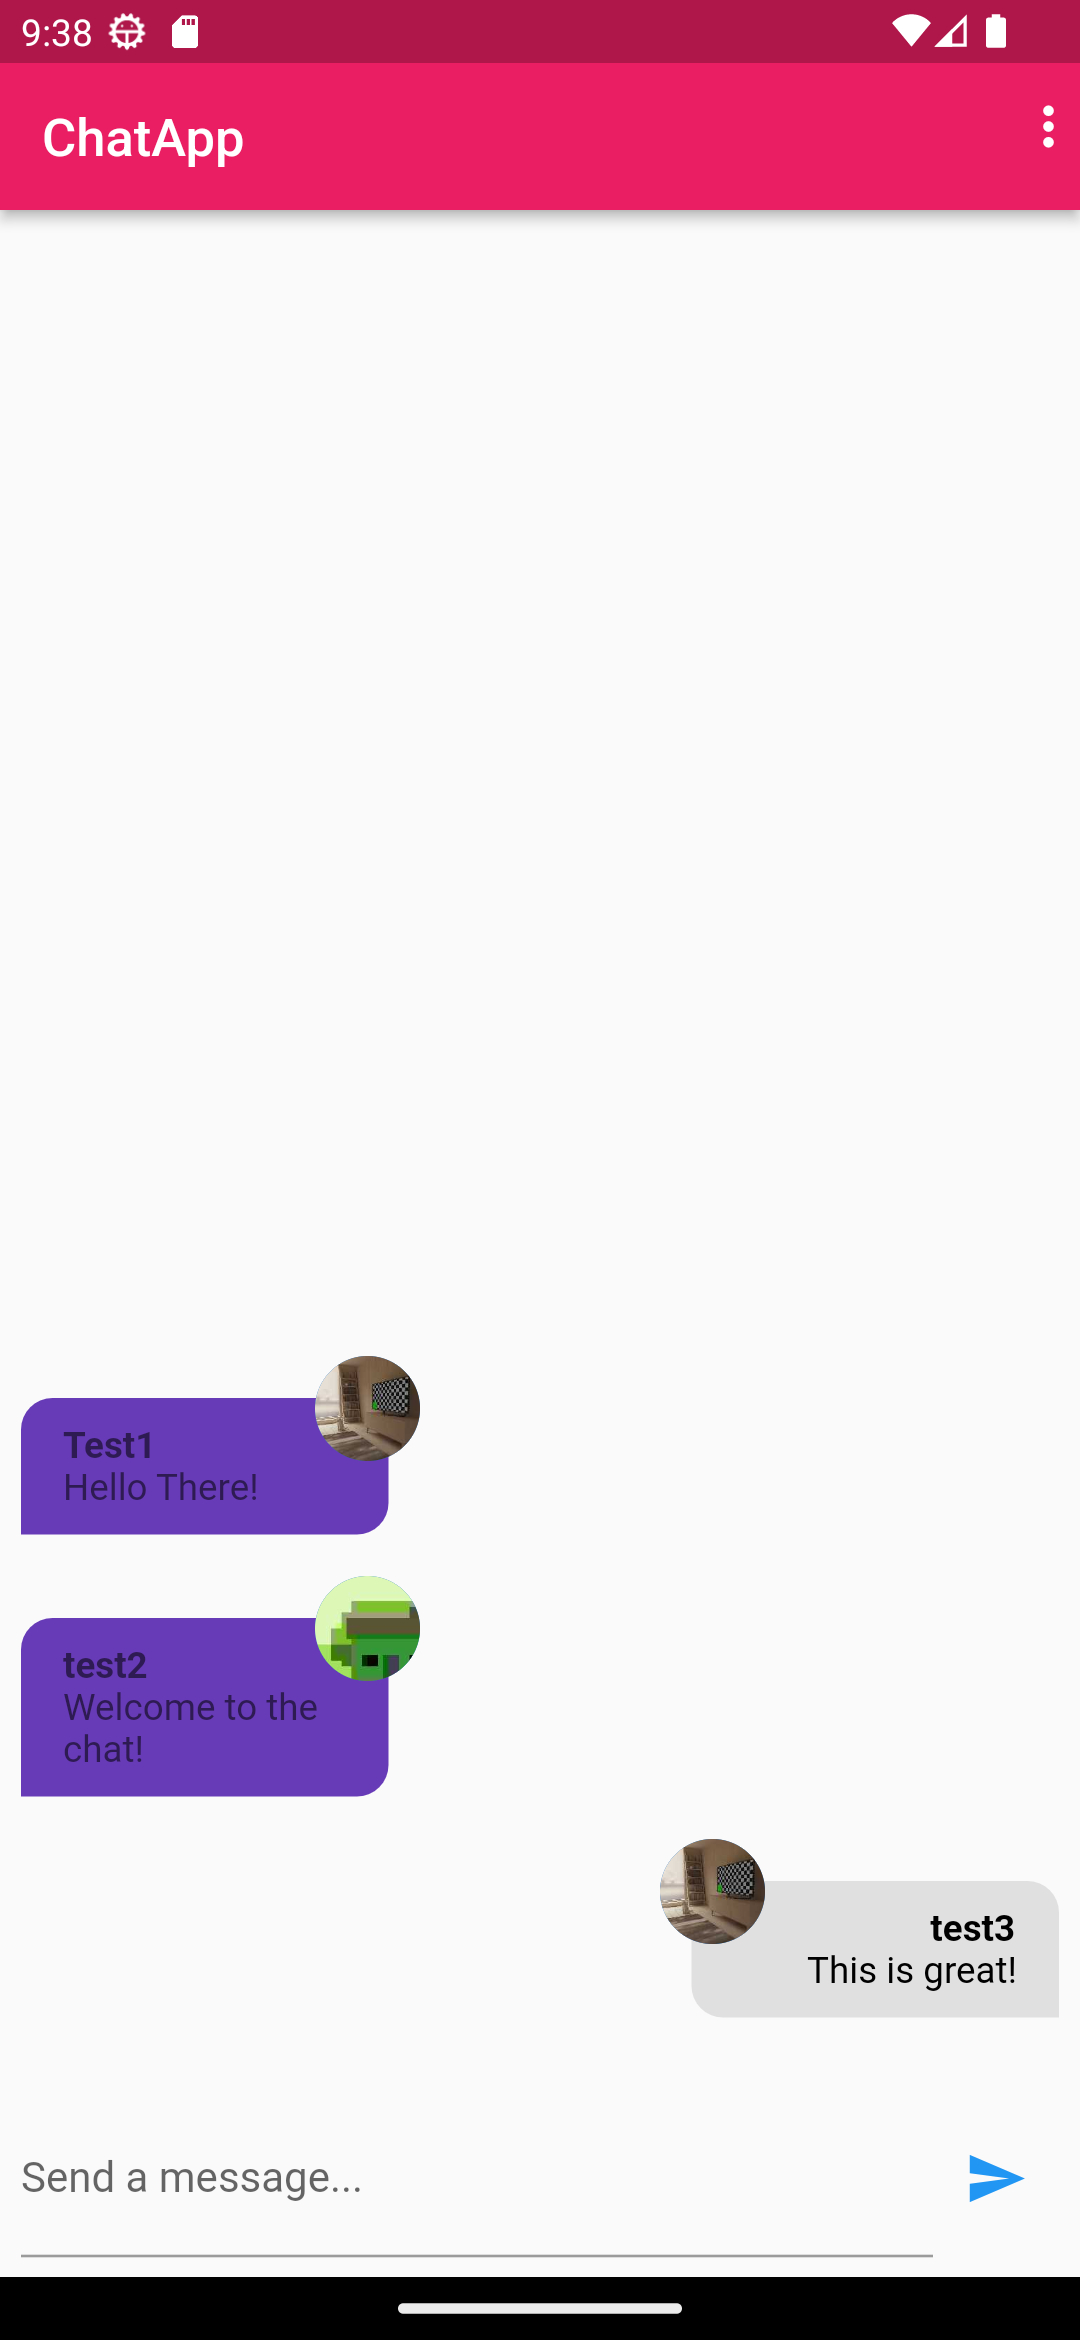 9:38
ChatApp
Test1
Hello There!
test2
Welcome to the
chat!
test3
This is great!
Send a message...